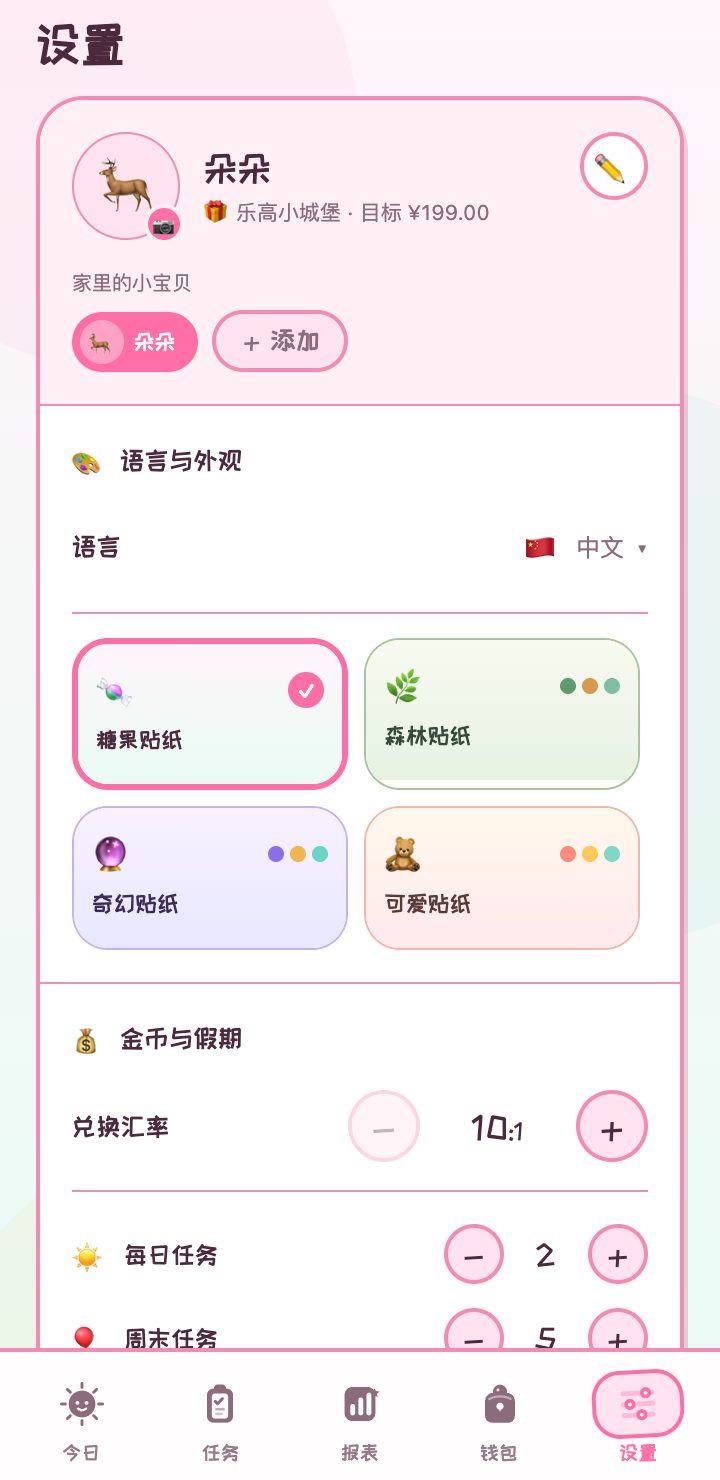 设置
朵朵
乐高小城堡 · 目标 ¥199.00
家里的小宝贝
朵朵
+ 添加
语言与外观
语言
中文
糖果贴纸
森林贴纸
奇幻贴纸
可爱贴纸
金币与假期
兑换汇率
− 10:1 +
每日任务
− 2 +
周末任务
− 5 +
今日
任务
报表
钱包
设置